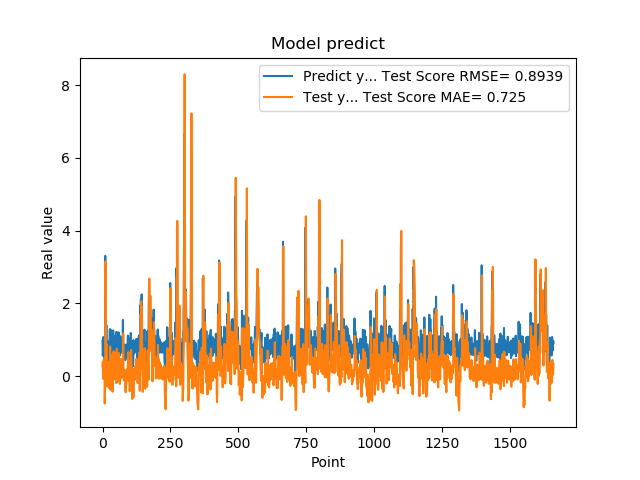 Model predict
Predict y... Test Score RMSE= 0.8939
Test y... Test Score MAE= 0.725
8
6
4
2
0
Real value
0 250 500 750 1000 1250 1500
Point